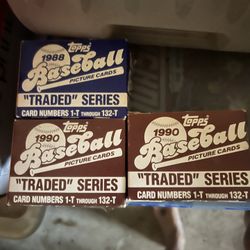 Topps
1988
Baseball
PICTURE CARDS
"TRADED" SERIES
CARD NUMBERS 1-T THROUGH 132-T
Topps
1990
Baseball
PICTURE CARDS
"TRADED" SERIES
CARD NUMBERS 1-T THROUGH 132-T
Topps
1990
Baseball
PICTURE CARDS
"TRADED" SERIES
CARD NUMBERS 1-T THROUGH 132-T